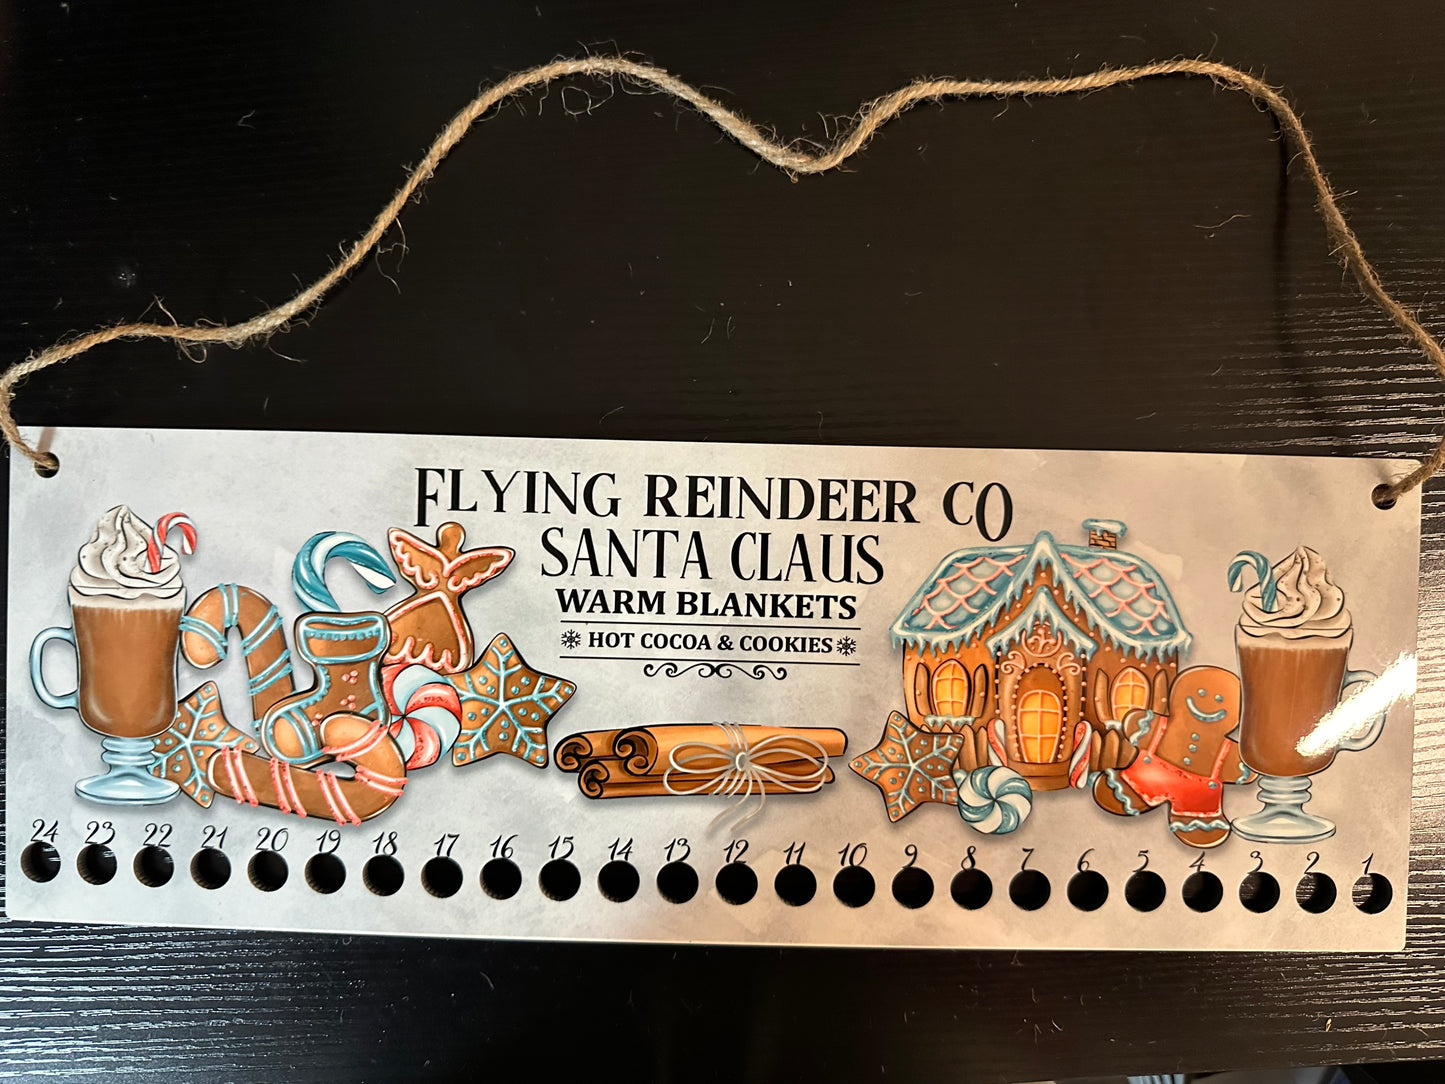 FLYING REINDEER CO
SANTA CLAUS
WARM BLANKETS
HOT COCOA & COOKIES
24 23 22 21 20 19 18 17 16 15 14 13 12 11 10 9 8 7 6 5 4 3 2 1